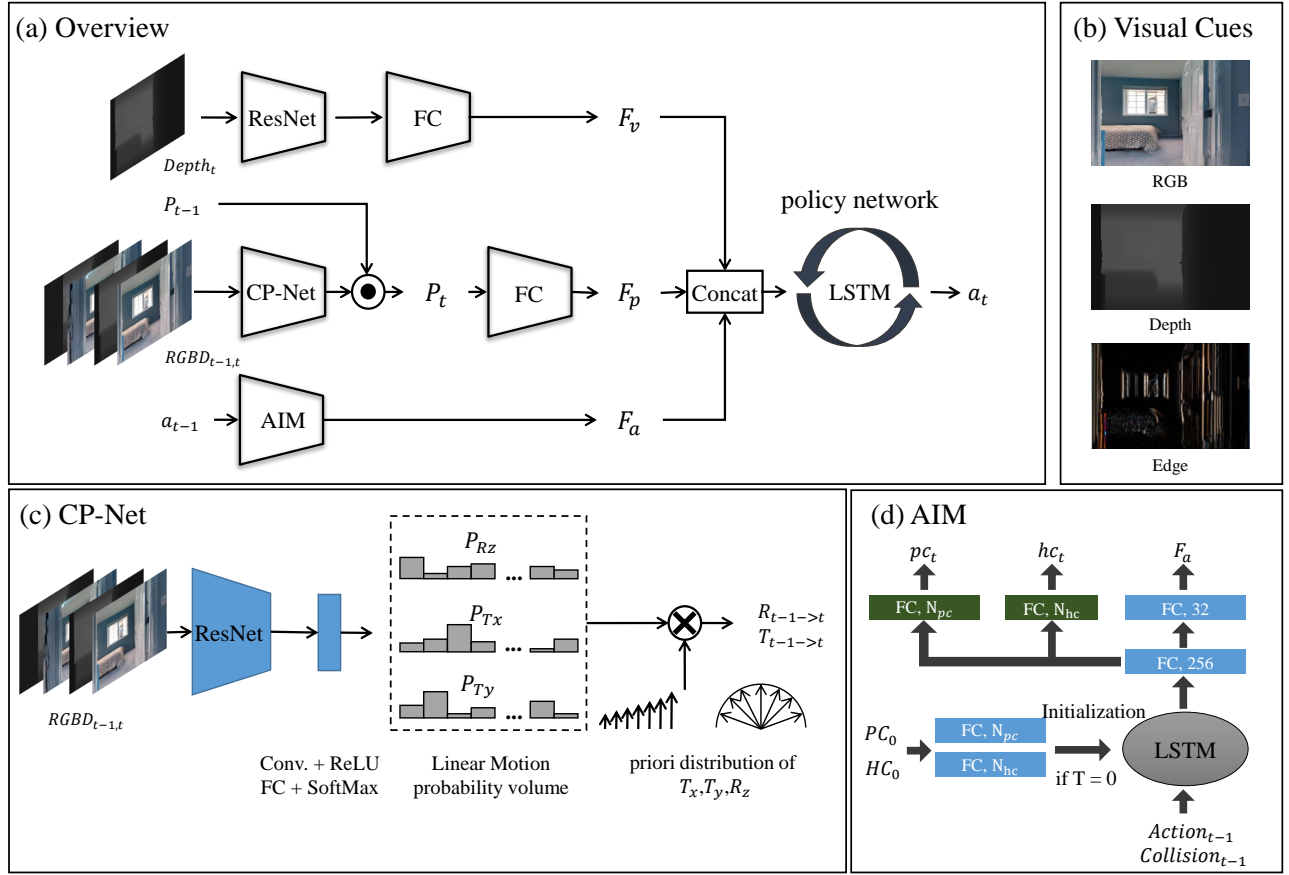 (a) Overview
ResNet
FC
F_v
Depth_t
P_{t−1}
policy network
CP-Net
P_t
FC
F_p
Concat
LSTM
a_t
RGBD_{t−1,t}
a_{t−1}
AIM
F_a
(b) Visual Cues
RGB
Depth
Edge
(c) CP-Net
ResNet
RGBD_{t−1,t}
Conv. + ReLU
FC + SoftMax
P_{Rz}
...
P_{Tx}
...
P_{Ty}
...
Linear Motion
probability volume
R_{t−1−>t}
T_{t−1−>t}
priori distribution of
T_x,T_y,R_z
(d) AIM
pc_t
hc_t
F_a
FC, N_{pc}
FC, N_{hc}
FC, 32
FC, 256
Initialization
PC_0
HC_0
FC, N_{pc}
FC, N_{hc}
if T = 0
LSTM
Action_{t−1}
Collision_{t−1}